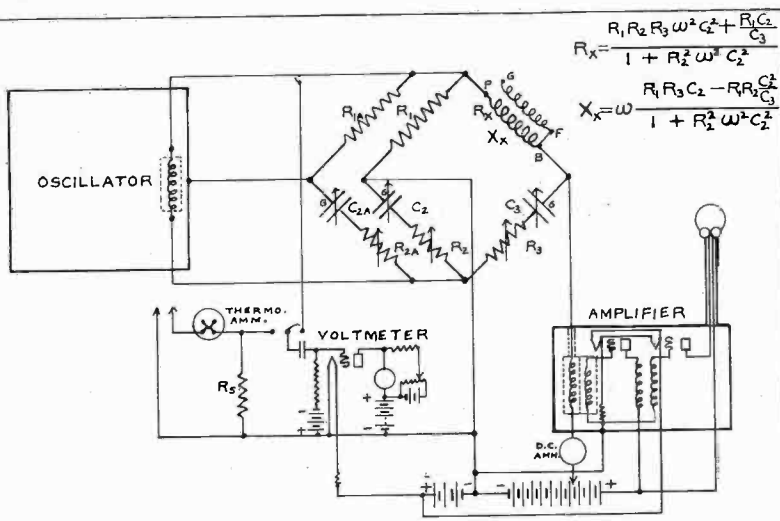 R₁R₂R₃ω²C₂² + R₁C₂/C₃
Rx = ───────────
1 + R₂²ω²C₂²
R₁R₃C₂ − R₁R₂C₂²/C₃
Xx = ω ───────────
1 + R₂²ω²C₂²
P G
R₁A R₁ Rx
Xx F
B
OSCILLATOR
G C₂A G C₂ C₃ G
R₂A R₂ R₃
THERMO.
AMM.
VOLTMETER
AMPLIFIER
R5
+
-
-
+
+
-
D.C.
AMM.
- + - - +